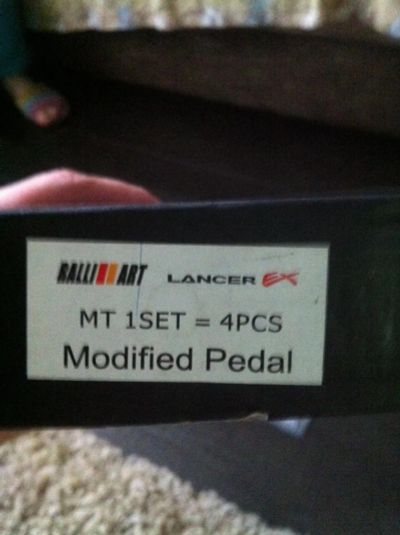 RALLIART LANCER EX
MT 1SET = 4PCS
Modified Pedal